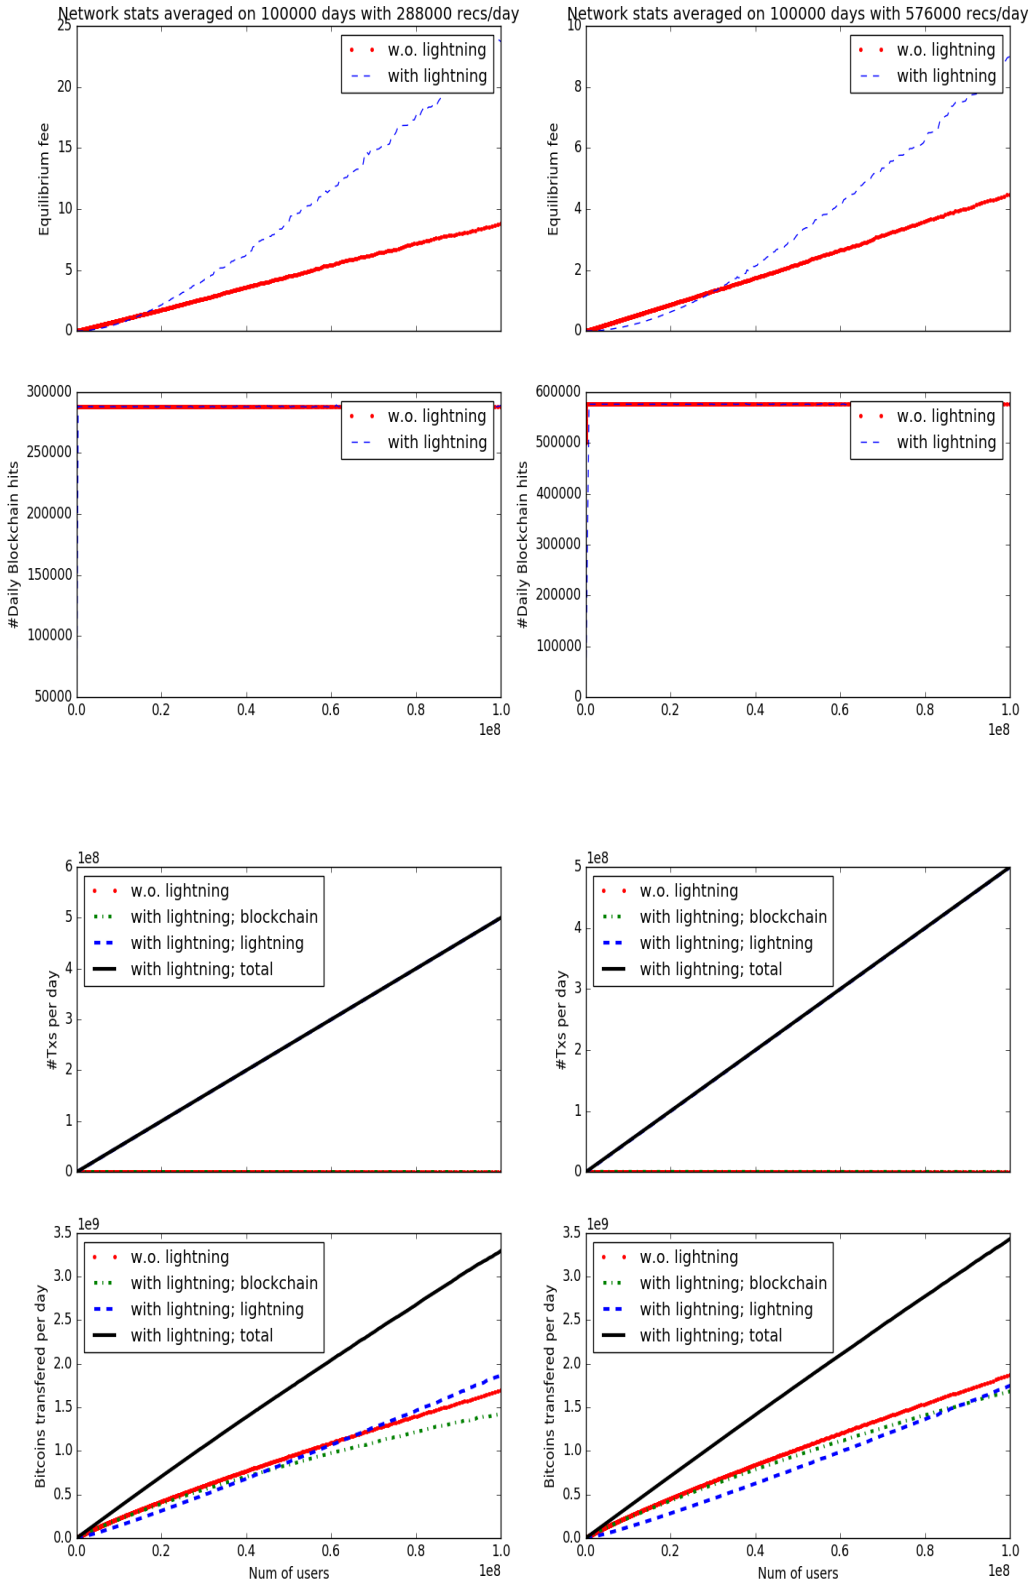 Network stats averaged on 100000 days with 288000 recs/day
25
20
15
10
5
0
Equilibrium fee
w.o. lightning
with lightning
Network stats averaged on 100000 days with 576000 recs/day
10
8
6
4
2
0
Equilibrium fee
w.o. lightning
with lightning
300000
250000
200000
150000
100000
50000
#Daily Blockchain hits
w.o. lightning
with lightning
0.0 0.2 0.4 0.6 0.8 1.0
1e8
600000
500000
400000
300000
200000
100000
0
#Daily Blockchain hits
w.o. lightning
with lightning
0.0 0.2 0.4 0.6 0.8 1.0
1e8
1e8
6
5
4
3
2
1
0
#Txs per day
w.o. lightning
with lightning; blockchain
with lightning; lightning
with lightning; total
1e8
5
4
3
2
1
0
#Txs per day
w.o. lightning
with lightning; blockchain
with lightning; lightning
with lightning; total
1e9
3.5
3.0
2.5
2.0
1.5
1.0
0.5
0.0
Bitcoins transfered per day
w.o. lightning
with lightning; blockchain
with lightning; lightning
with lightning; total
0.0 0.2 0.4 0.6 0.8 1.0
Num of users
1e8
1e9
3.5
3.0
2.5
2.0
1.5
1.0
0.5
0.0
Bitcoins transfered per day
w.o. lightning
with lightning; blockchain
with lightning; lightning
with lightning; total
0.0 0.2 0.4 0.6 0.8 1.0
Num of users
1e8